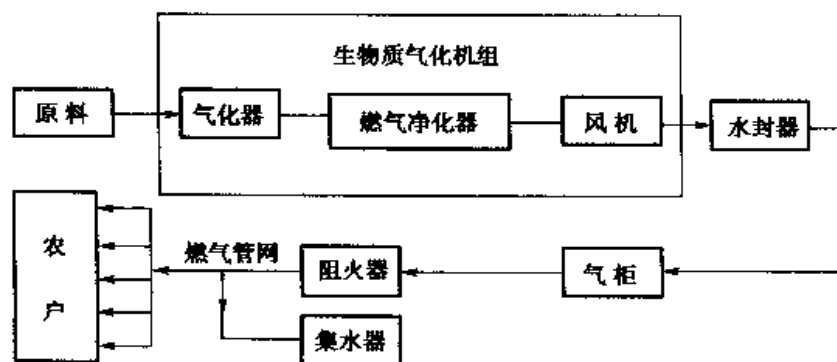 生物质气化机组
原料
气化器
燃气净化器
风机
水封器
农户
燃气管网
阻火器
气柜
集水器